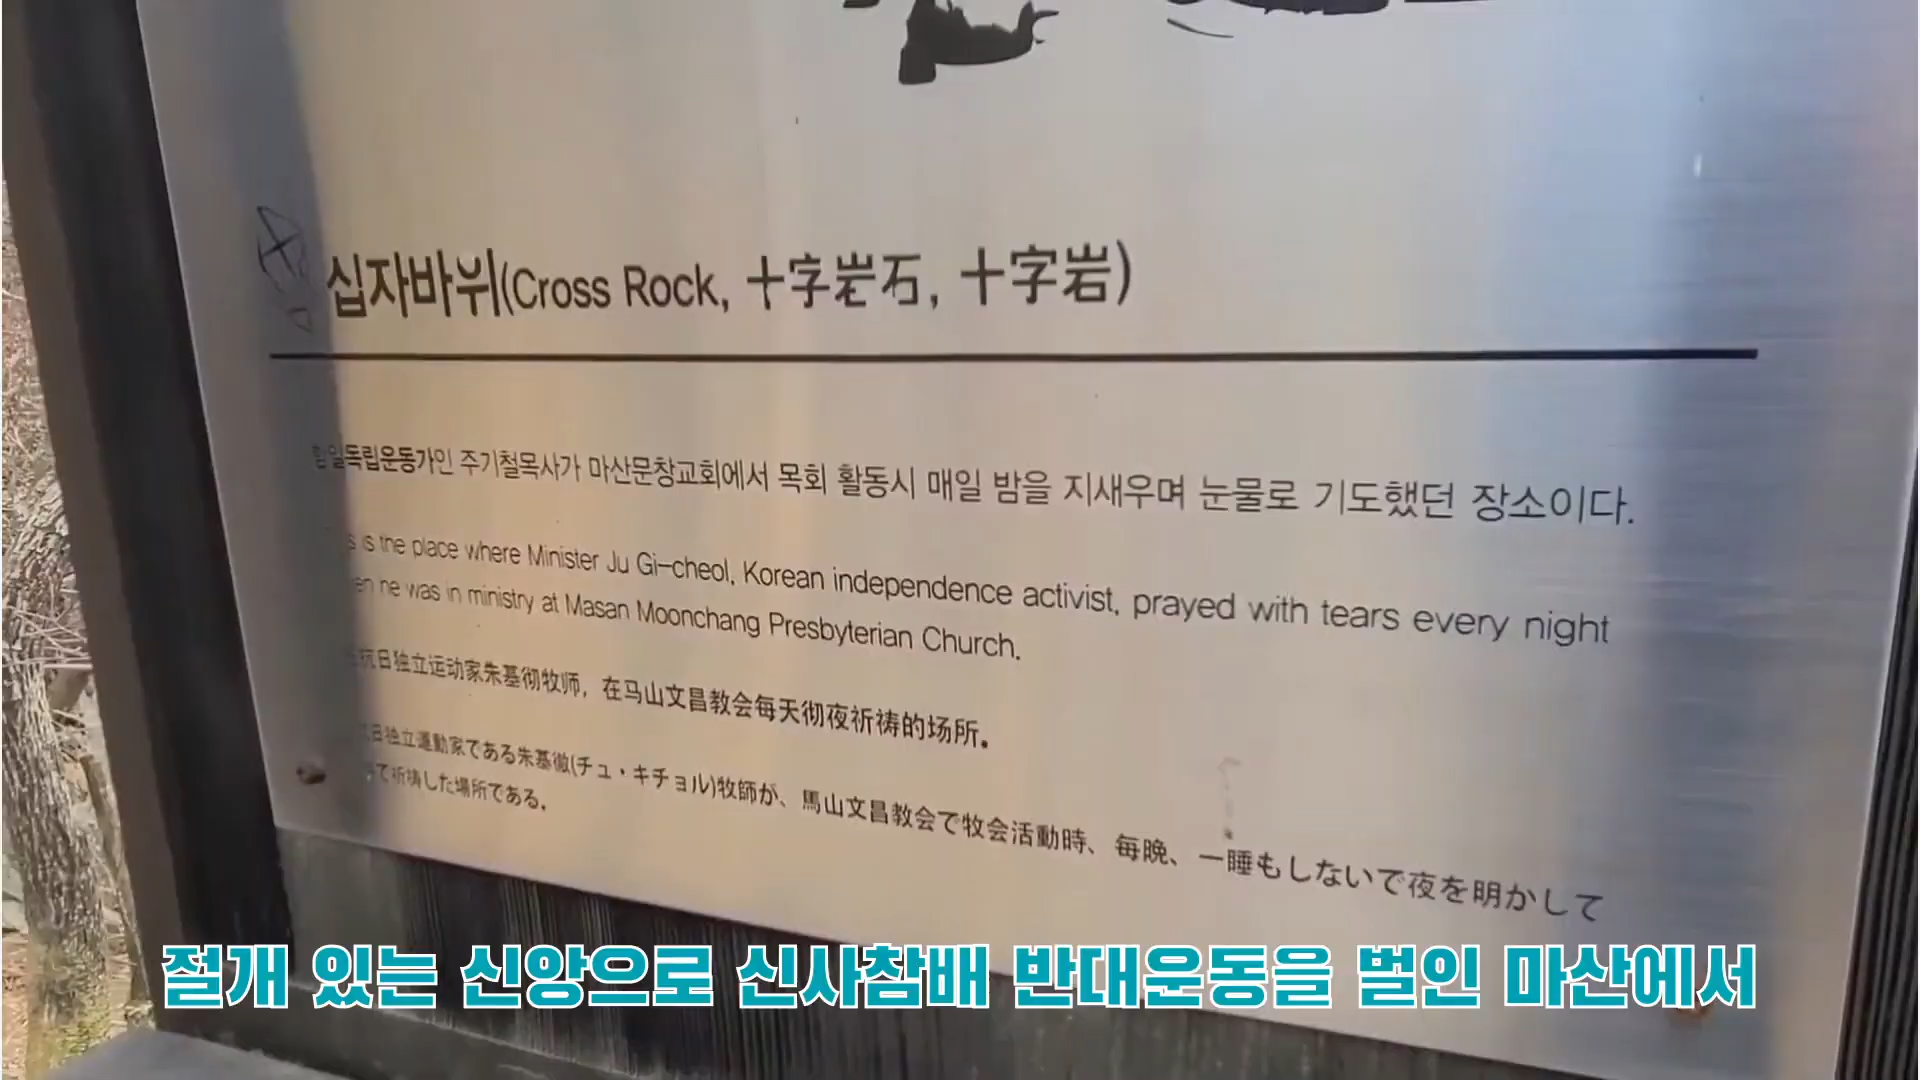 십자바위(Cross Rock, 十字岩石, 十字岩)
항일독립운동가인 주기철목사가 마산문창교회에서 목회 활동시 매일 밤을 지새우며 눈물로 기도했던 장소이다.
is the place where Minister Ju Gi-cheol, Korean independence activist, prayed with tears every night
he was in ministry at Masan Moonchang Presbyterian Church.
抗日独立运动家朱基彻牧师，在马山文昌教会每天彻夜祈祷的场所。
日独立運動家である朱基徹(チュ・キチョル)牧師が、馬山文昌教会で牧会活動時、毎晩、一睡もしないで夜を明かして
て祈祷した場所である。
절개 있는 신앙으로 신사참배 반대운동을 벌인 마산에서